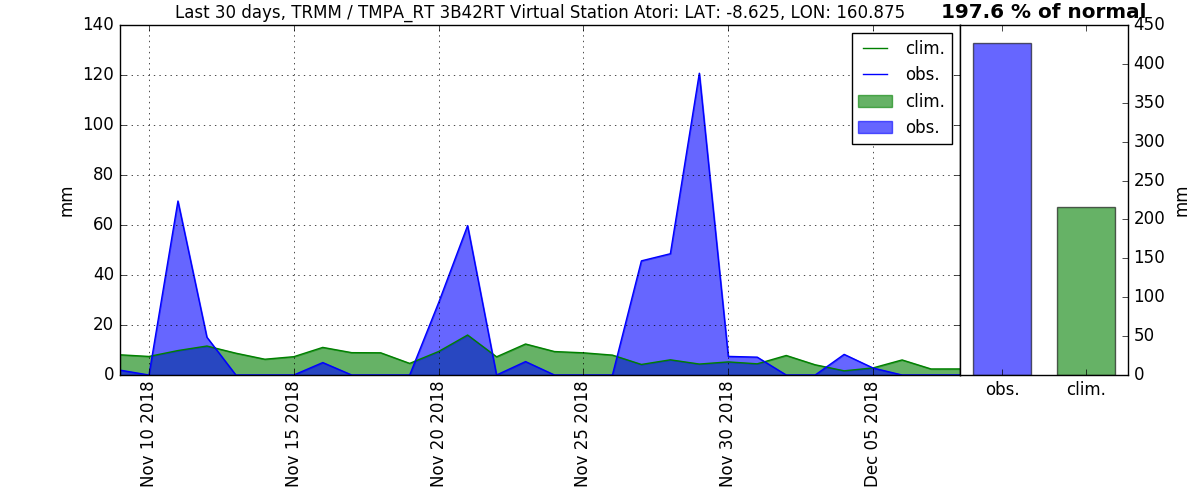 Last 30 days, TRMM / TMPA_RT 3B42RT Virtual Station Atori: LAT: -8.625, LON: 160.875
197.6 % of normal
140
120
100
80
60
40
20
0
mm
clim.
obs.
clim.
obs.
Nov 10 2018
Nov 15 2018
Nov 20 2018
Nov 25 2018
Nov 30 2018
Dec 05 2018
450
400
350
300
250
200
150
100
50
0
mm
obs.
clim.